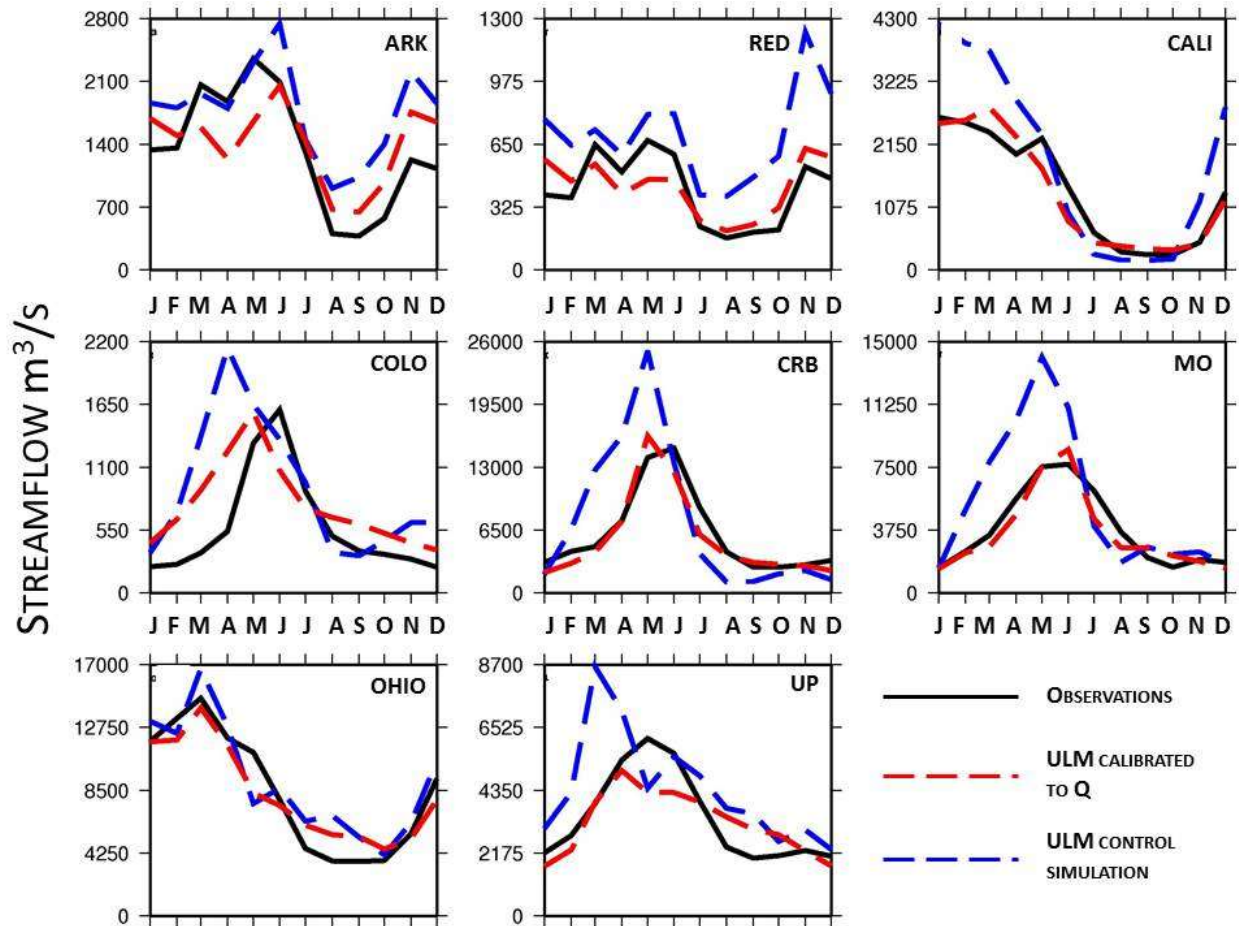 STREAMFLOW m³/s
2800
2100
1400
700
0
ARK
J F M A M J J A S O N D
1300
975
650
325
0
RED
J F M A M J J A S O N D
4300
3225
2150
1075
0
CALI
J F M A M J J A S O N D
2200
1650
1100
550
0
COLO
J F M A M J J A S O N D
26000
19500
13000
6500
0
CRB
J F M A M J J A S O N D
15000
11250
7500
4750
0
MO
J F M A M J J A S O N D
17000
12750
8500
4250
0
OHIO
8700
6525
4350
2175
0
UP
OBSERVATIONS
ULM CALIBRATED
TO Q
ULM CONTROL
SIMULATION